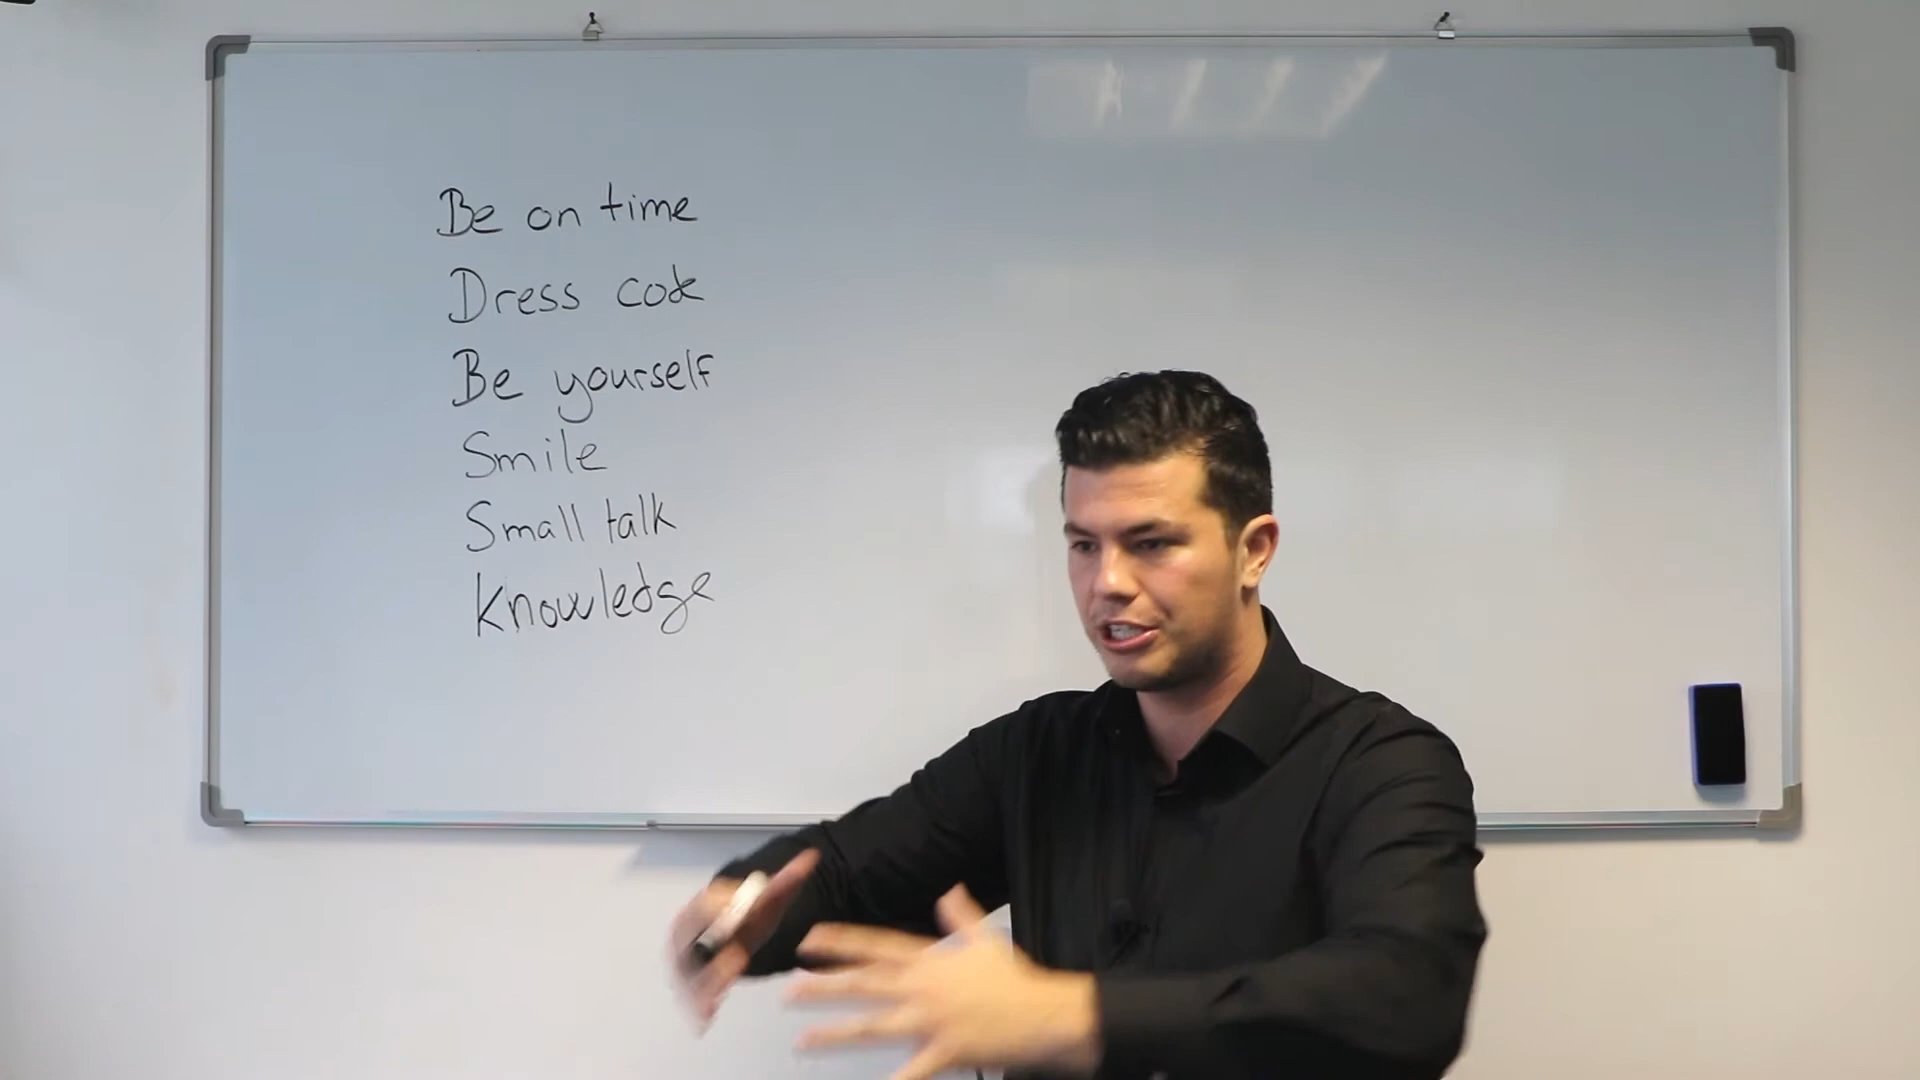 Be on time
Dress code
Be yourself
Smile
Small talk
Knowledge